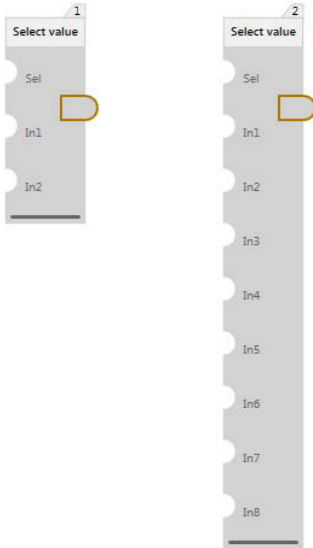 1
Select value
Sel
In1
In2
2
Select value
Sel
In1
In2
In3
In4
In5
In6
In7
In8